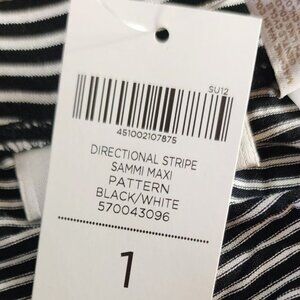 SU12
451002107875
DIRECTIONAL STRIPE
SAMMI MAXI
PATTERN
BLACK/WHITE
570043096
1